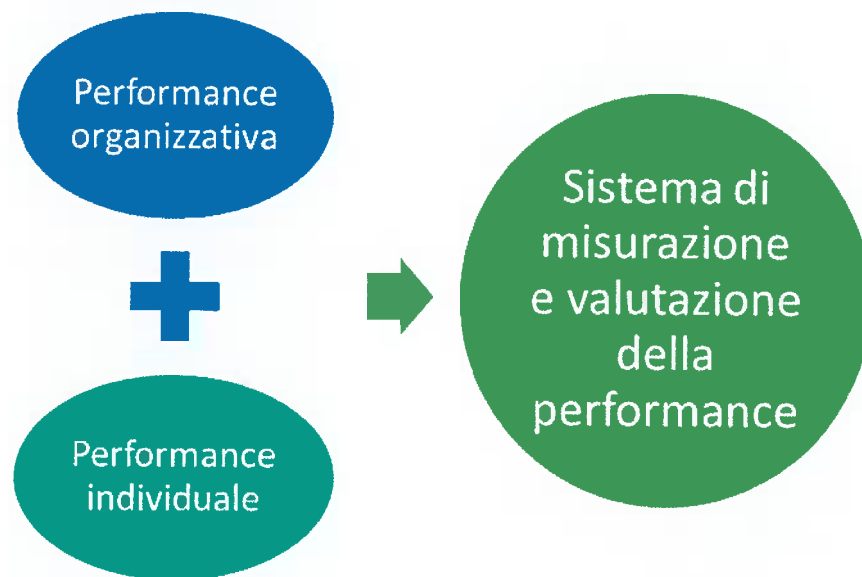 Performance
organizzativa
Performance
individuale
Sistema di
misurazione
e valutazione
della
performance